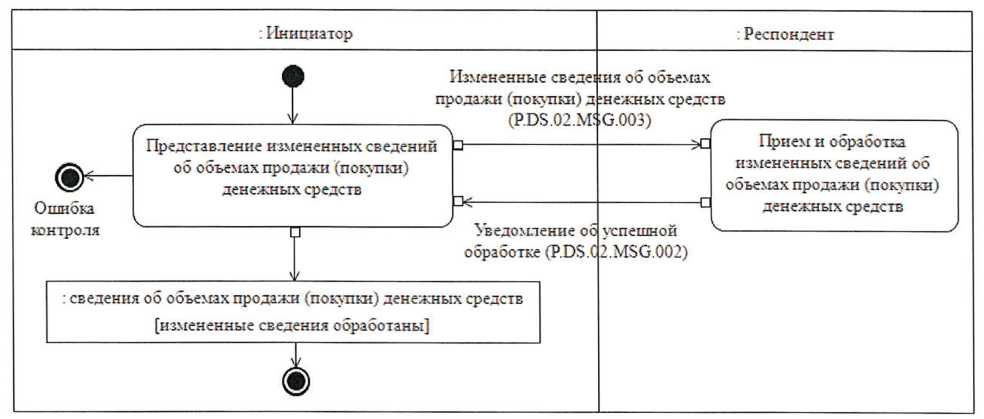 : Инициатор
: Респондент
Измененные сведения об объемах
продажи (покупки) денежных средств
(P.DS.02.MSG.003)
Представление измененных сведений
об объемах продажи (покупки)
денежных средств
Прием и обработка
измененных сведений об
объемах продажи (покупки)
денежных средств
Ошибка
контроля
Уведомление об успешной
обработке (P.DS.02.MSG.002)
: сведения об объемах продажи (покупки) денежных средств
[измененные сведения обработаны]